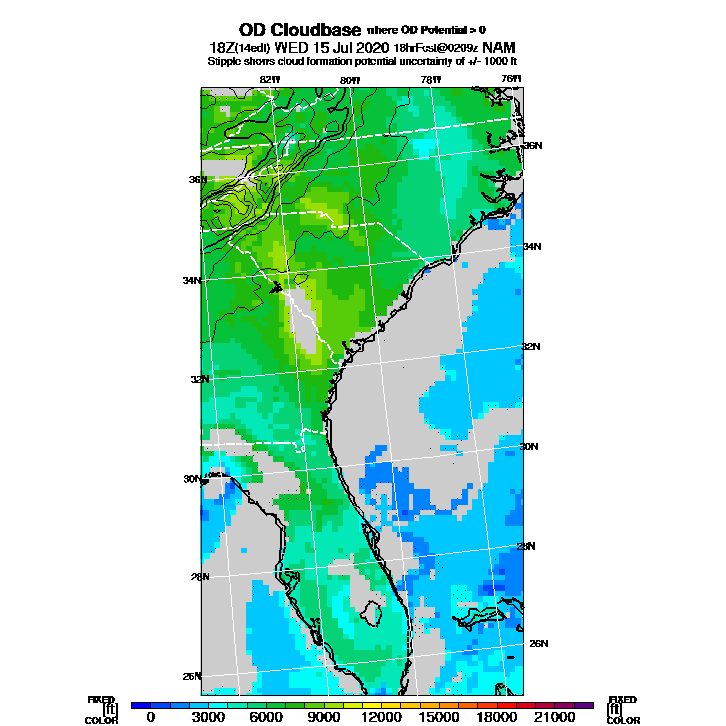 OD Cloudbase where OD Potential > 0
18Z(14edt) WED 15 Jul 2020 18hrFcst@0209z NAM
Stipple shows cloud formation potential uncertainty of +/- 1000 ft
82W 80W 78W 76W
36N
36N
34N
34N
32N
32N
30N
30N
28N
28N
26N
26N
FIXED FIXED
[ft] [ft]
COLOR 0 3000 6000 9000 12000 15000 18000 21000 COLOR